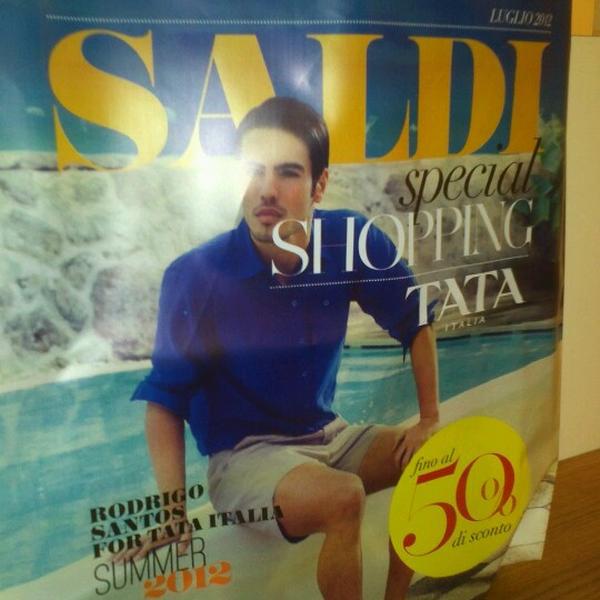 LUGLIO 2012
SALDI
special
SHOPPING
TATA
ITALIA
fino al
50%
di sconto
RODRIGO
SANTOS
FOR TATA ITALIA
SUMMER
2012